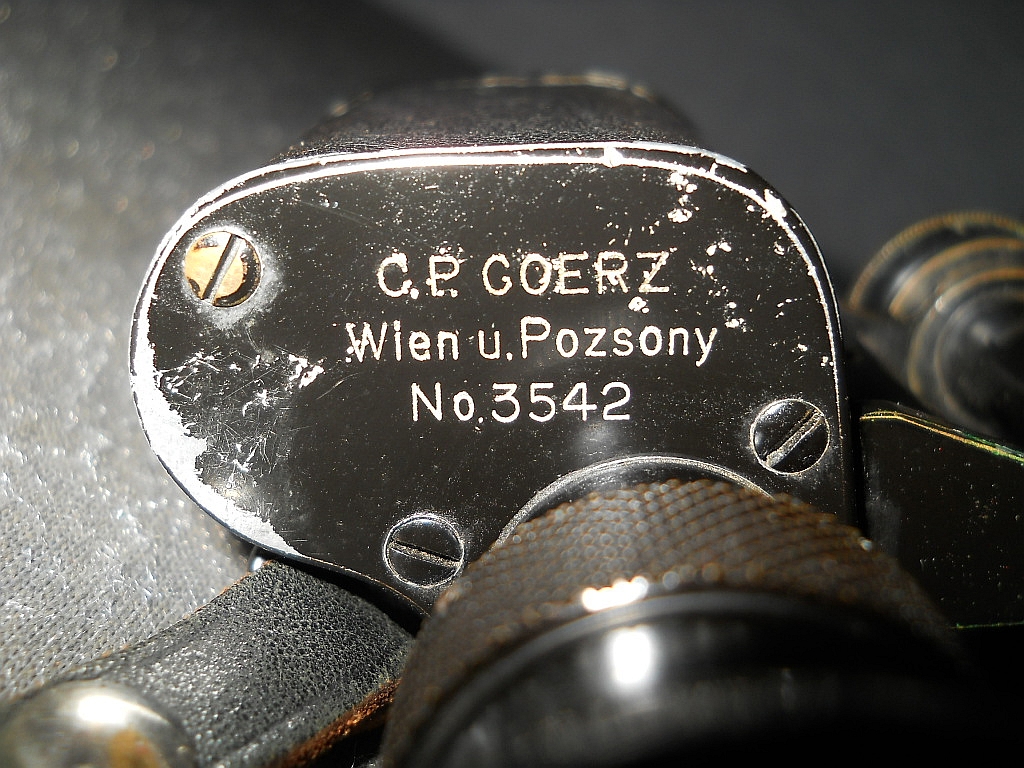 C.P. GOERZ
Wien u. Pozsony
No. 3542